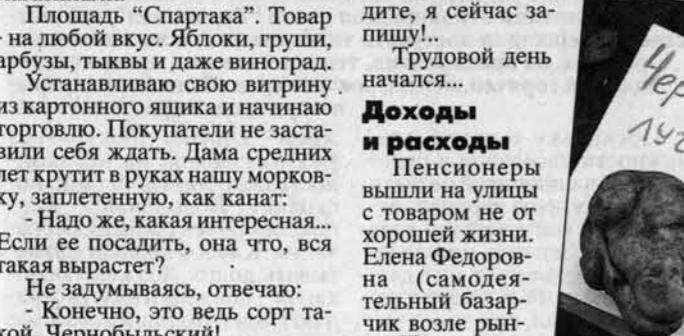 Площадь “Спартака”. Товар
- на любой вкус. Яблоки, груши,
арбузы, тыквы и даже виноград.
Устанавливаю свою витрину
из картонного ящика и начинаю
торговлю. Покупатели не заста-
вили себя ждать. Дама средних
лет крутит в руках нашу морков-
ку, заплетенную, как канат:
- Надо же, какая интересная...
Если ее посадить, она что, вся
такая вырастет?
Не задумываясь, отвечаю:
- Конечно, это ведь сорт та-
кой, Чернобыльский!
дите, я сейчас за-
пишу!..
Трудовой день
начался...
Доходы
и расходы
Пенсионеры
вышли на улицы
с товаром не от
хорошей жизни.
Елена Федоров-
на (самодея-
тельный базар-
чик возле рын-